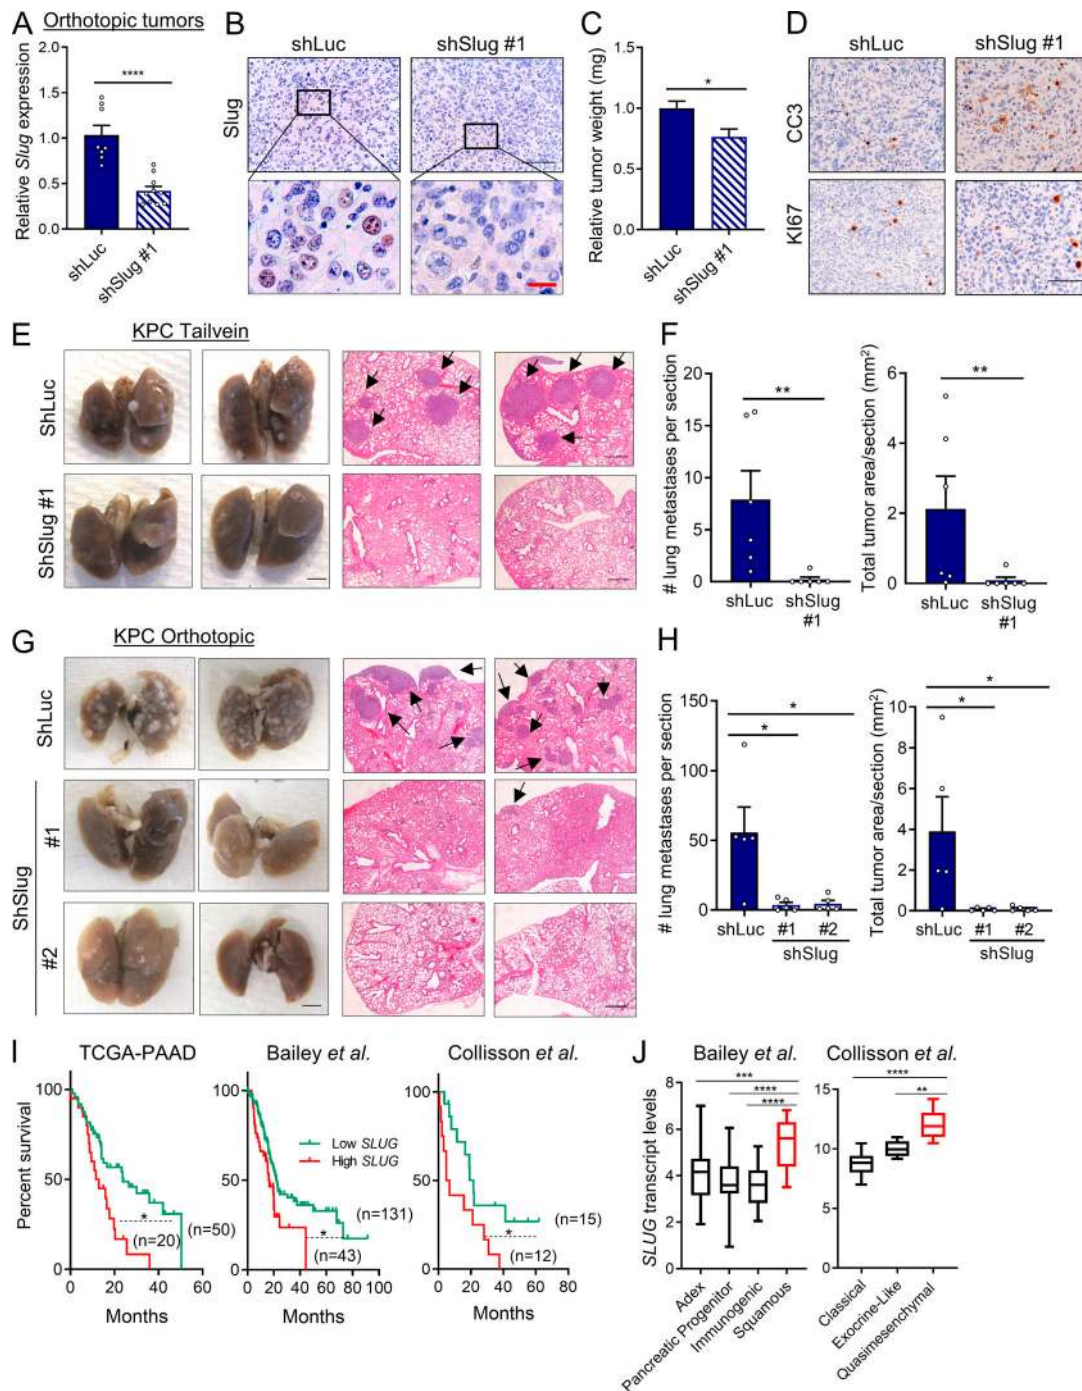 A Orthotopic tumors
Relative Slug expression
2.0
1.5
1.0
0.5
0.0
****
shLuc
shSlug #1
B
shLuc shSlug #1
Slug
C
Relative tumor weight (mg)
1.5
1.0
0.5
0.0
*
shLuc
shSlug #1
D
shLuc shSlug #1
CC3
KI67
E KPC Tailvein
ShLuc
ShSlug #1
F
# lung metastases per section
20
15
10
5
0
**
shLuc shSlug
#1
Total tumor area/section (mm²)
6
4
2
0
**
shLuc shSlug
#1
G KPC Orthotopic
ShLuc
ShSlug
#1
#2
H
# lung metastases per section
150
100
50
0
*
*
shLuc #1 #2
shSlug
Total tumor area/section (mm²)
10
8
6
4
2
0
*
*
shLuc #1 #2
shSlug
I
TCGA-PAAD
Percent survival
100
50
0
*
(n=50)
(n=20)
0 20 40 60
Months
Bailey et al.
100
50
0
Low SLUG
High SLUG
(n=131)
*
(n=43)
0 20 40 60 80 100
Months
Collisson et al.
100
50
0
(n=15)
*
(n=12)
0 20 40 60 80
Months
J
Bailey et al.
SLUG transcript levels
8
6
4
2
0
***
****
****
Adex
Pancreatic Progenitor
Immunogenic
Squamous
Collisson et al.
15
10
5
0
****
**
Classical
Exocrine-Like
Quasimesenchymal